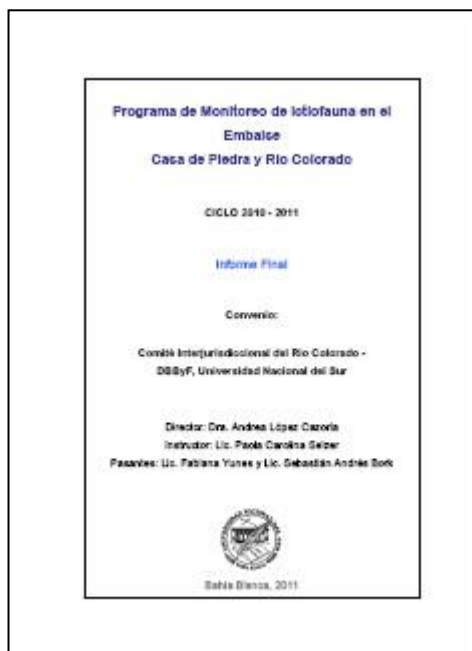 Programa de Monitoreo de Ictiofauna en el
Embalse
Casa de Piedra y Río Colorado
CICLO 2010 - 2011
Informe Final
Convenio:
Comité Interjurisdiccional del Río Colorado -
DBByF, Universidad Nacional del Sur
Director: Dra. Andrea López Cazorla
Instructor: Lic. Paola Carolina Selzer
Pasantes: Lic. Fabiana Yunes y Lic. Sebastián Andrés Bork
Bahía Blanca, 2011